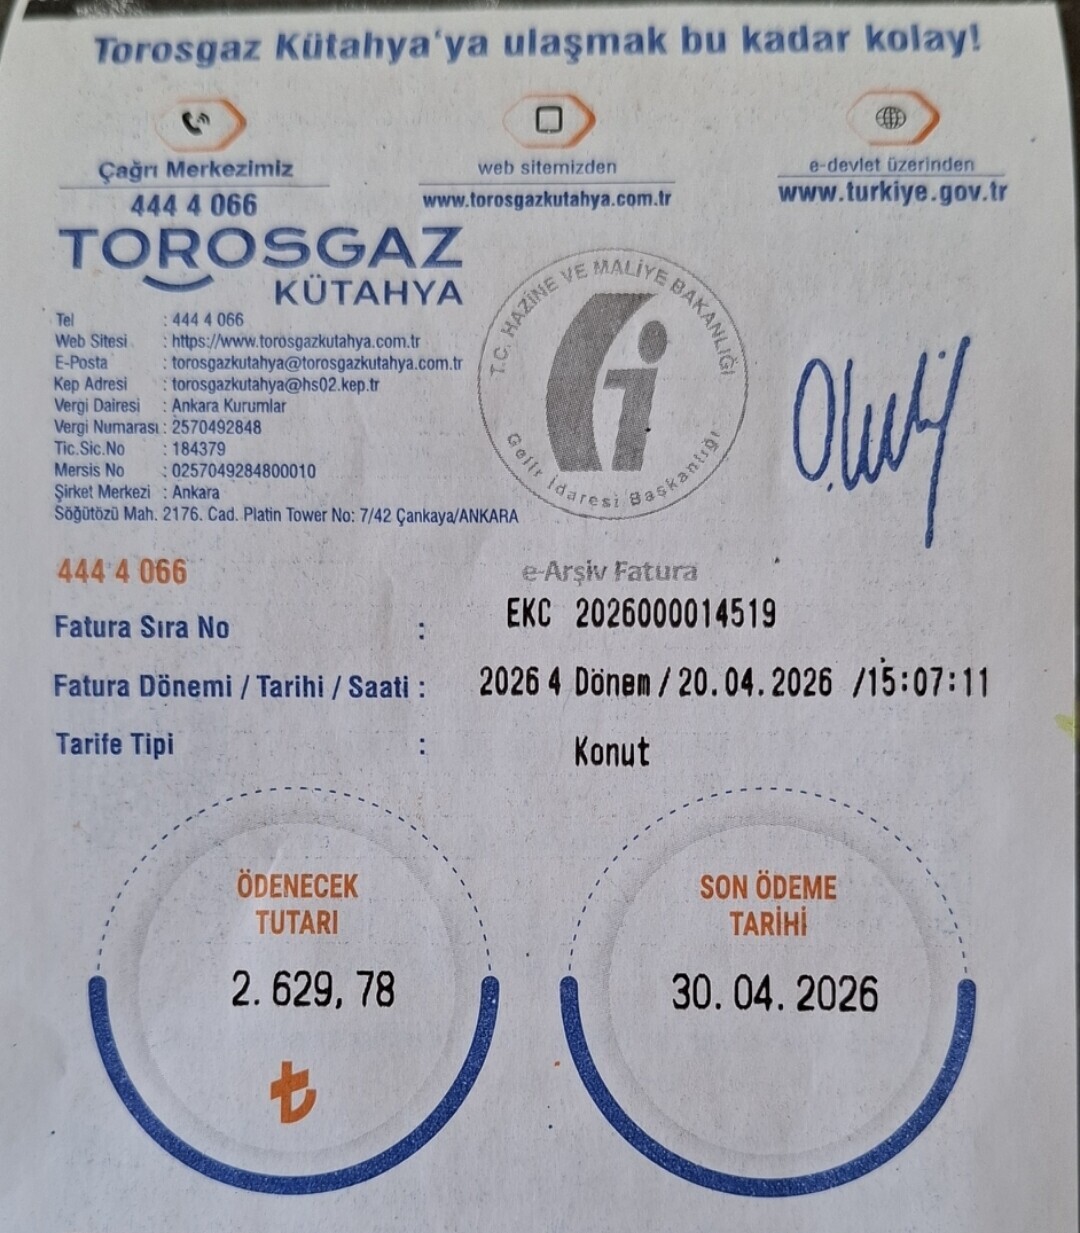 Torosgaz Kütahya'ya ulaşmak bu kadar kolay!
Çağrı Merkezimiz
444 4 066
web sitemizden
www.torosgazkutahya.com.tr
e-devlet üzerinden
www.turkiye.gov.tr
TOROSGAZ
KÜTAHYA
Tel : 444 4 066
Web Sitesi : https://www.torosgazkutahya.com.tr
E-Posta : torosgazkutahya@torosgazkutahya.com.tr
Kep Adresi : torosgazkutahya@hs02.kep.tr
Vergi Dairesi : Ankara Kurumlar
Vergi Numarası : 2570492848
Tic.Sic.No : 184379
Mersis No : 0257049284800010
Şirket Merkezi : Ankara
Söğütözü Mah. 2176. Cad. Platin Tower No: 7/42 Çankaya/ANKARA
T.C. HAZİNE VE MALİYE BAKANLIĞI
Gelir İdaresi Başkanlığı
444 4 066
e-Arşiv Fatura
Fatura Sıra No : EKC 2026000014519
Fatura Dönemi / Tarihi / Saati : 2026 4 Dönem / 20.04.2026 /15:07:11
Tarife Tipi : Konut
ÖDENECEK
TUTARI
2.629,78
₺
SON ÖDEME
TARİHİ
30.04.2026